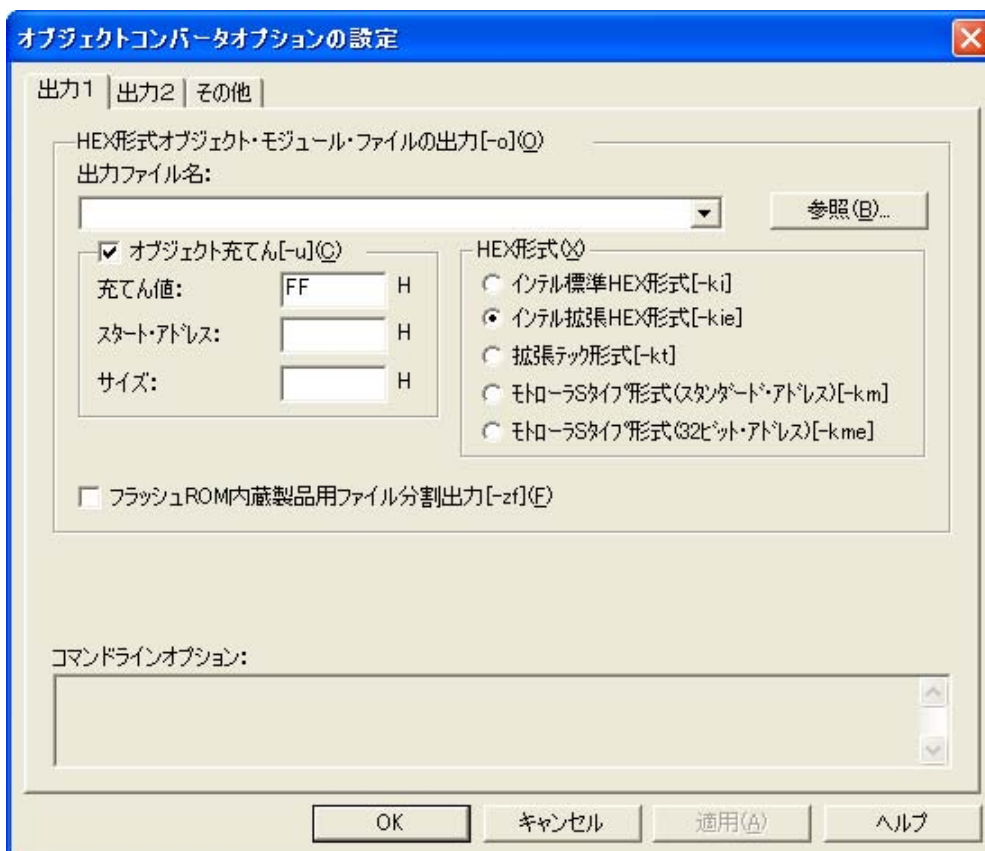 オブジェクトコンバータオプションの設定
出力1 出力2 その他
HEX形式オブジェクト・モジュール・ファイルの出力[-o](O)
出力ファイル名:
参照(B)...
オブジェクト充てん[-u](C)
充てん値: FF H
スタート・アドレス: H
サイズ: H
HEX形式(X)
インテル標準HEX形式[-ki]
インテル拡張HEX形式[-kie]
拡張テック形式[-kt]
モトローラSタイプ形式(スタンダード・アドレス)[-km]
モトローラSタイプ形式(32ビット・アドレス)[-kme]
フラッシュROM内蔵製品用ファイル分割出力[-zf](F)
コマンドラインオプション:
OK キャンセル 適用(A) ヘルプ